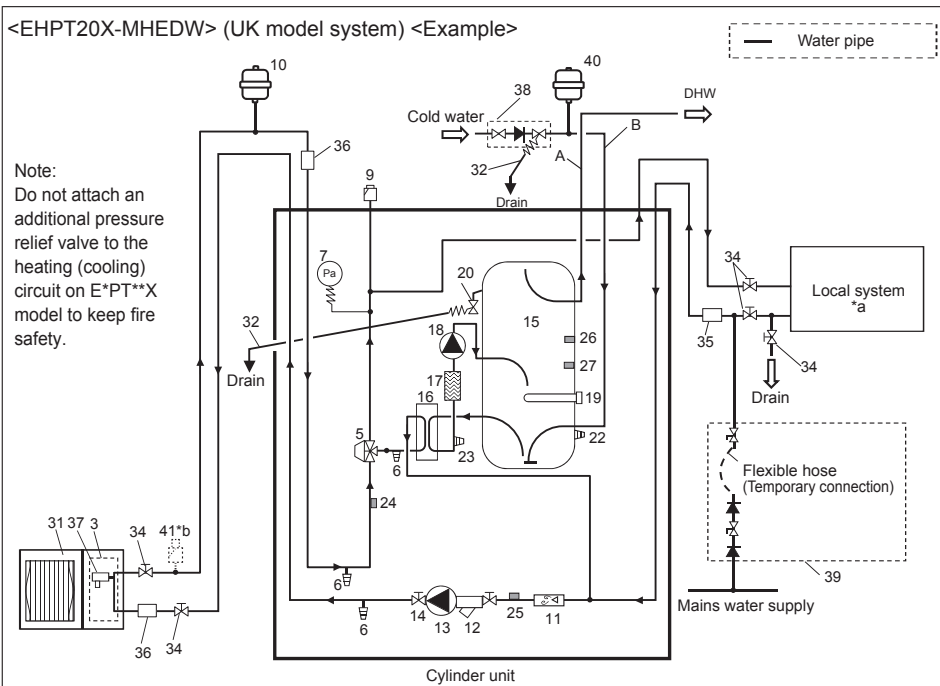 <EHPT20X-MHEDW> (UK model system) <Example>
Water pipe
10
40
38
DHW
Cold water
B
A
36
32
Drain
Note:
Do not attach an
additional pressure
relief valve to the
heating (cooling)
circuit on E*PT**X
model to keep fire
safety.
9
7
Pa
20
15
34
Local system
*a
32
18
26
35
34
Drain
27
17
19
Drain
16
5
22
6
23
24
Flexible hose
(Temporary connection)
31
37
3
34
41*b
6
39
Mains water supply
36
34
6
14
13
12
25
11
Cylinder unit